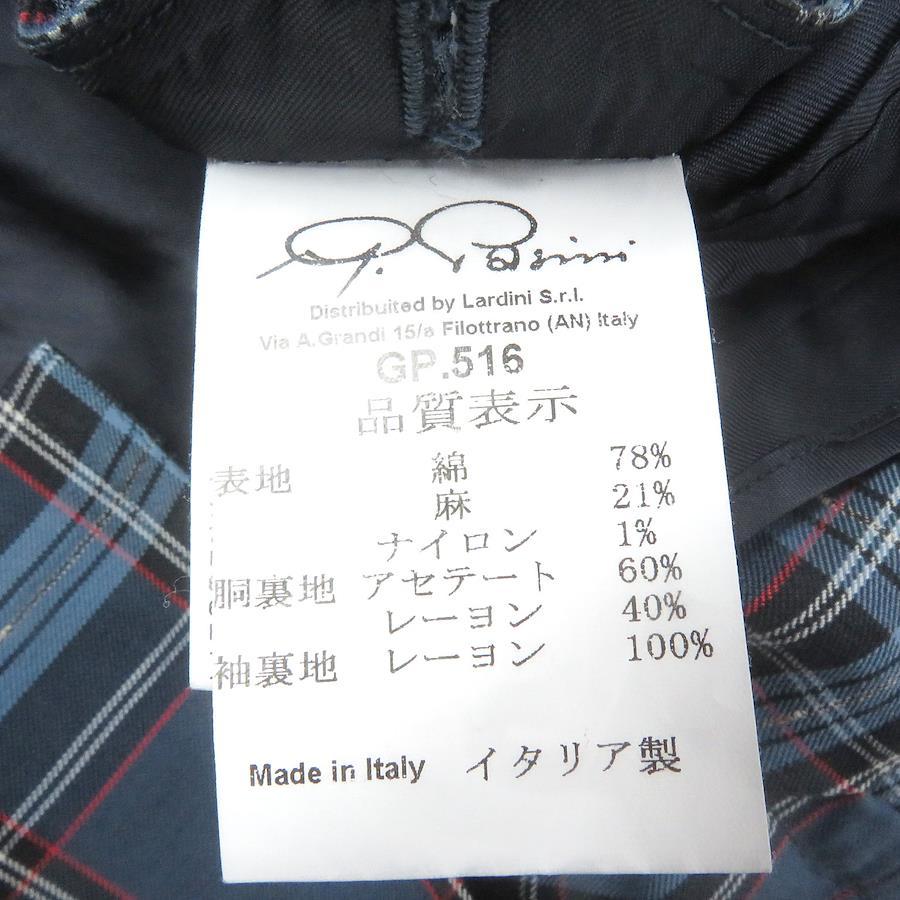 G. Pasini
Distribuited by Lardini S.r.l.
Via A.Grandi 15/a Filottrano (AN) Italy
GP.516
品質表示
表地 綿 78%
麻 21%
ナイロン 1%
胴裏地 アセテート 60%
レーヨン 40%
袖裏地 レーヨン 100%
Made in Italy イタリア製